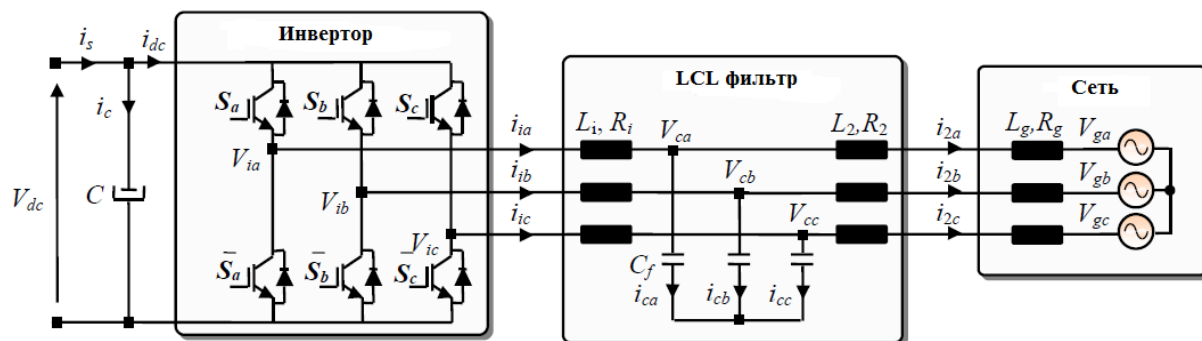 Инвертор
LCL фильтр
Сеть
i_s
i_dc
i_c
V_dc
C
S_a
S_b
S_c
V_ia
V_ib
V_ic
S̄_a
S̄_b
S̄_c
i_ia
i_ib
i_ic
L_i, R_i
V_ca
V_cb
V_cc
C_f
i_ca
i_cb
i_cc
L_2,R_2
i_2a
i_2b
i_2c
L_g,R_g
V_ga
V_gb
V_gc